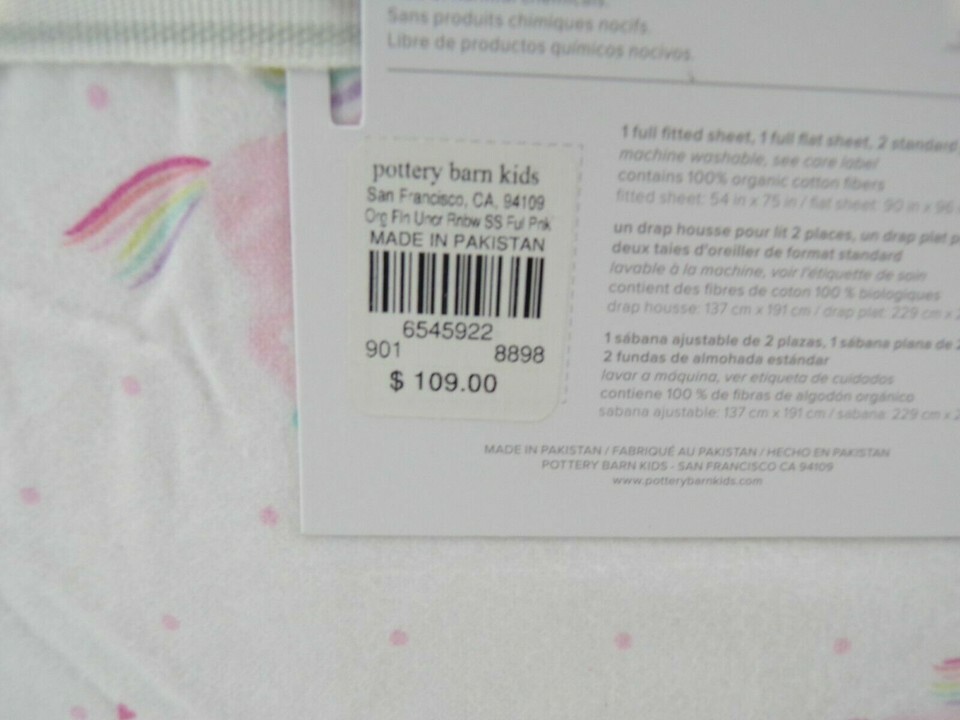 Sans produits chimiques nocifs.
Libre de productos químicos nocivos.
pottery barn kids
San Francisco, CA, 94109
Org Fln Uncr Rnbw SS Ful Pnk
MADE IN PAKISTAN
6545922
901 8898
$ 109.00
1 full fitted sheet, 1 full flat sheet, 2 standard
machine washable, see care label
contains 100% organic cotton fibers
fitted sheet: 54 in x 75 in / flat sheet: 90 in x 96
un drap housse pour lit 2 places, un drap plat
deux taies d'oreiller de format standard
lavable à la machine, voir l'étiquette de soin
contient des fibres de coton 100 % biologiques
drap housse: 137 cm x 191 cm / drap plat: 229 cm x
1 sábana ajustable de 2 plazas, 1 sábana plana de 2
2 fundas de almohada estándar
lavar a máquina, ver etiqueta de cuidados
contiene 100 % de fibras de algodón orgánico
sabana ajustable: 137 cm x 191 cm / sabana: 229 cm x
MADE IN PAKISTAN / FABRIQUÉ AU PAKISTAN / HECHO EN PAKISTAN
POTTERY BARN KIDS - SAN FRANCISCO CA 94109
www.potterybarnkids.com